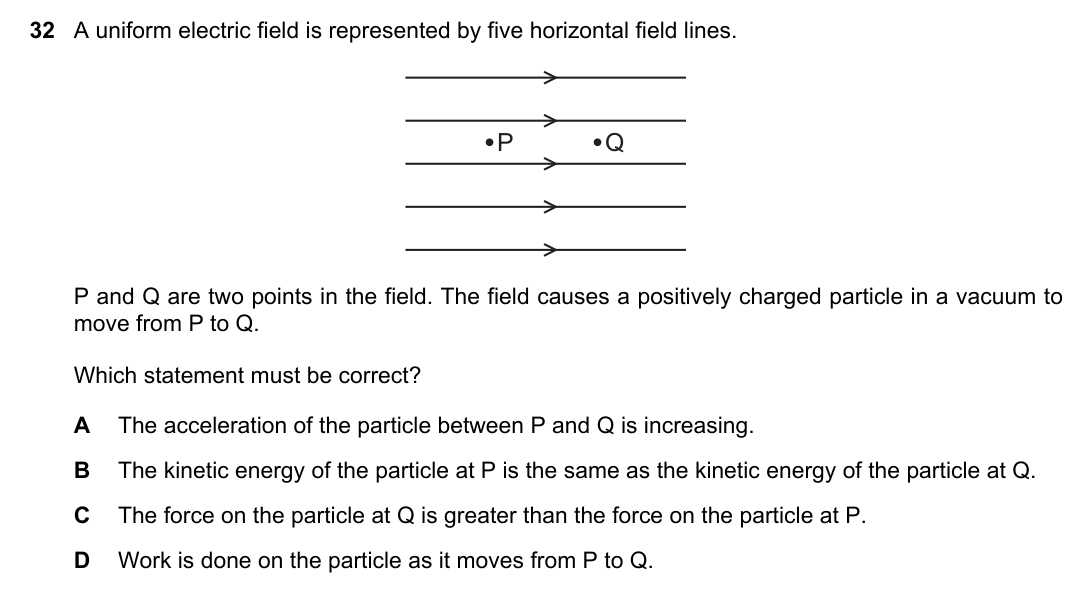 32 A uniform electric field is represented by five horizontal field lines.
P Q
P and Q are two points in the field. The field causes a positively charged particle in a vacuum to
move from P to Q.
Which statement must be correct?
A The acceleration of the particle between P and Q is increasing.
B The kinetic energy of the particle at P is the same as the kinetic energy of the particle at Q.
C The force on the particle at Q is greater than the force on the particle at P.
D Work is done on the particle as it moves from P to Q.